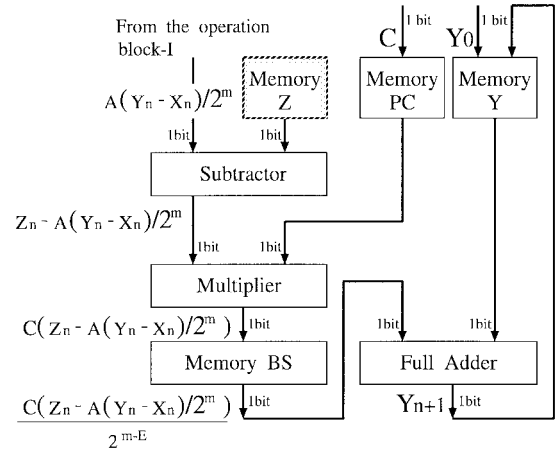 From the operation
block-I
C
1 bit
Y0
1 bit
1 bit
A(Yn - Xn)/2^m
Memory
Z
Memory
PC
Memory
Y
1bit
1bit
Subtractor
Zn - A(Yn - Xn)/2^m
1bit
1bit
Multiplier
C(Zn - A(Yn - Xn)/2^m)
1bit
1bit
1bit
Memory BS
Full Adder
C(Zn - A(Yn - Xn)/2^m)
2^m-E
1bit
Yn+1
1bit